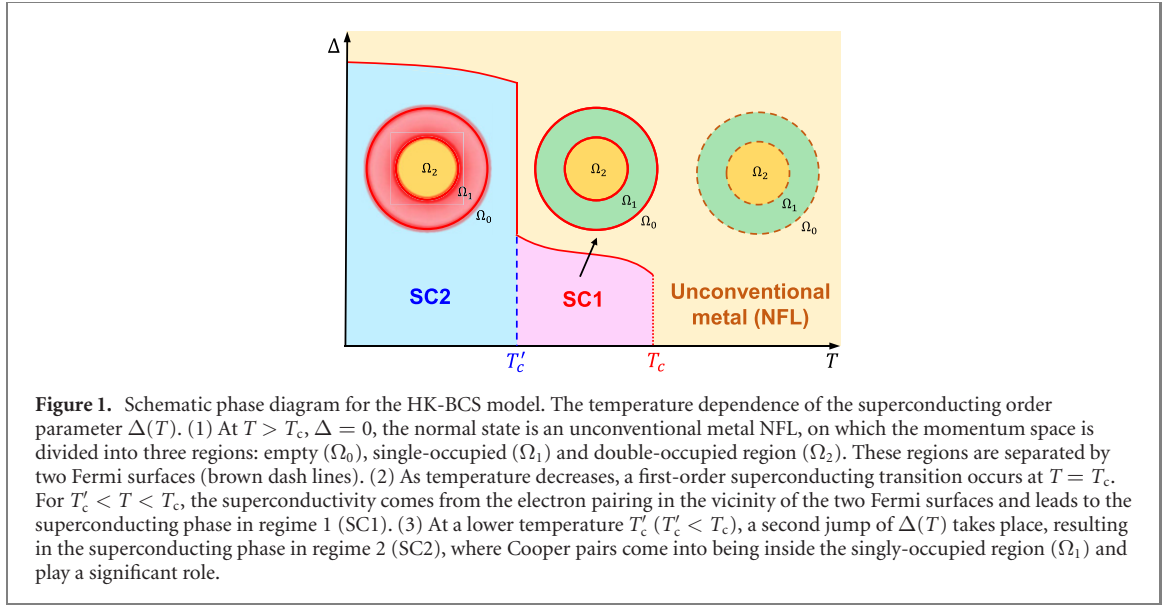 Δ
Ω₂
Ω₁
Ω₀
Ω₂
Ω₁
Ω₀
Ω₂
Ω₁
Ω₀
SC2
SC1
Unconventional
metal (NFL)
T′c
Tc
T
Figure 1. Schematic phase diagram for the HK-BCS model. The temperature dependence of the superconducting order
parameter Δ(T). (1) At T > Tc, Δ = 0, the normal state is an unconventional metal NFL, on which the momentum space is
divided into three regions: empty (Ω₀), single-occupied (Ω₁) and double-occupied region (Ω₂). These regions are separated by
two Fermi surfaces (brown dash lines). (2) As temperature decreases, a first-order superconducting transition occurs at T = Tc.
For T′c < T < Tc, the superconductivity comes from the electron pairing in the vicinity of the two Fermi surfaces and leads to the
superconducting phase in regime 1 (SC1). (3) At a lower temperature T′c (T′c < Tc), a second jump of Δ(T) takes place, resulting
in the superconducting phase in regime 2 (SC2), where Cooper pairs come into being inside the singly-occupied region (Ω₁) and
play a significant role.